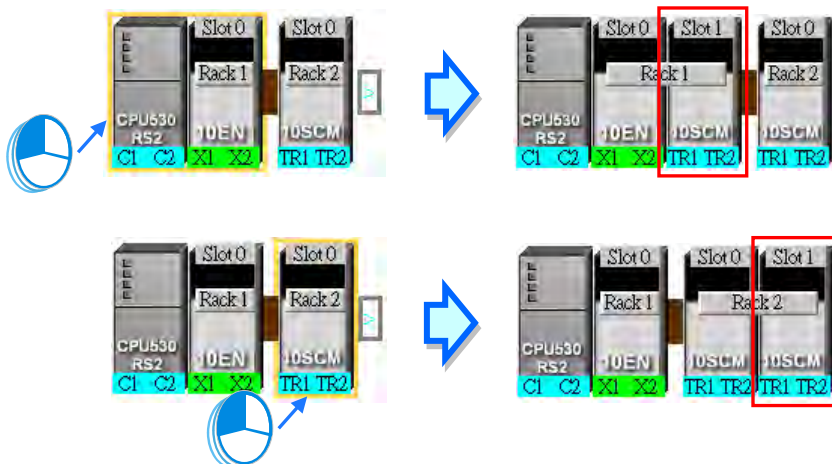 Slot 0 Slot 0
Rack 1 Rack 2
CPU530
RS2 10EN 10SCM
C1 C2 X1 X2 TR1 TR2
Slot 0 Slot 1 Slot 0
Rack 1 Rack 2
CPU530
RS2 10EN 10SCM 10SCM
C1 C2 X1 X2 TR1 TR2 TR1 TR2
Slot 0 Slot 0
Rack 1 Rack 2
CPU530
RS2 10EN 10SCM
C1 C2 X1 X2 TR1 TR2
Slot 0 Slot 0 Slot 1
Rack 1 Rack 2
CPU530
RS2 10EN 10SCM 10SCM
C1 C2 X1 X2 TR1 TR2 TR1 TR2